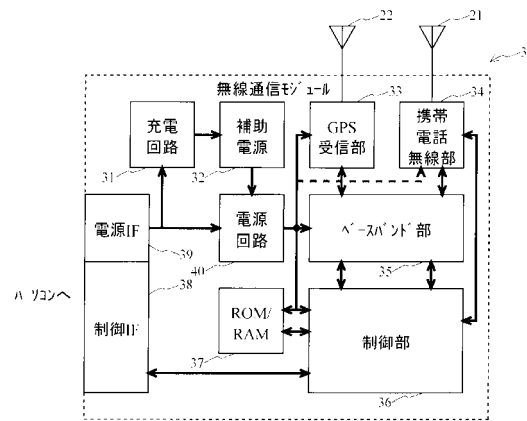 22
21
3
無線通信ﾓｼﾞｭｰﾙ
33
34
充電
回路
補助
電源
GPS
受信部
携帯
電話
無線部
31
32
電源IF
電源
回路
ﾍﾞｰｽﾊﾞﾝﾄﾞ部
39
40
35
38
ﾊﾟｿｺﾝへ
制御IF
ROM/
RAM
制御部
37
36